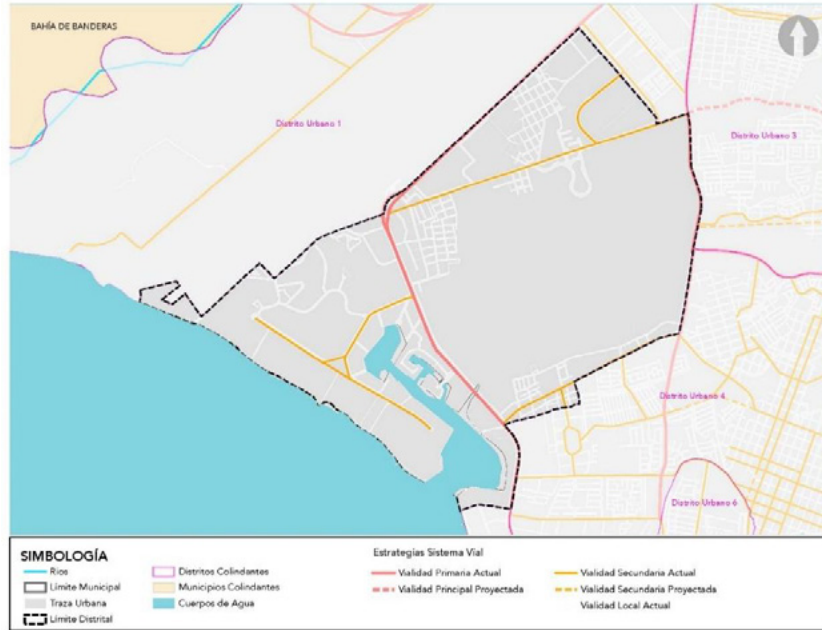 BAHÍA DE BANDERAS
Distrito Urbano 1
Distrito Urbano 3
Distrito Urbano 4
Distrito Urbano 6
SIMBOLOGÍA
Ríos
Límite Municipal
Traza Urbana
Límite Distrital
Distritos Colindantes
Municipios Colindantes
Cuerpos de Agua
Estrategias Sistema Vial
Vialidad Primaria Actual
Vialidad Principal Proyectada
Vialidad Secundaria Actual
Vialidad Secundaria Proyectada
Vialidad Local Actual